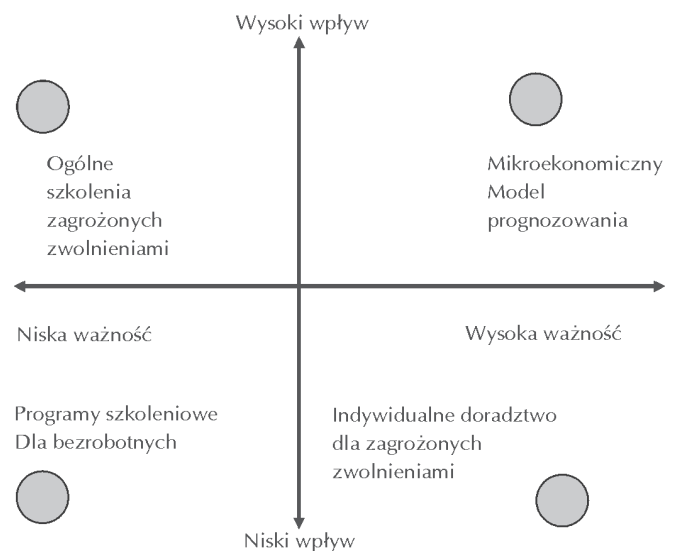 Wysoki wpływ
Ogólne
szkolenia
zagrożonych
zwolnieniami
Mikroekonomiczny
Model
prognozowania
Niska ważność
Wysoka ważność
Programy szkoleniowe
Dla bezrobotnych
Indywidualne doradztwo
dla zagrożonych
zwolnieniami
Niski wpływ